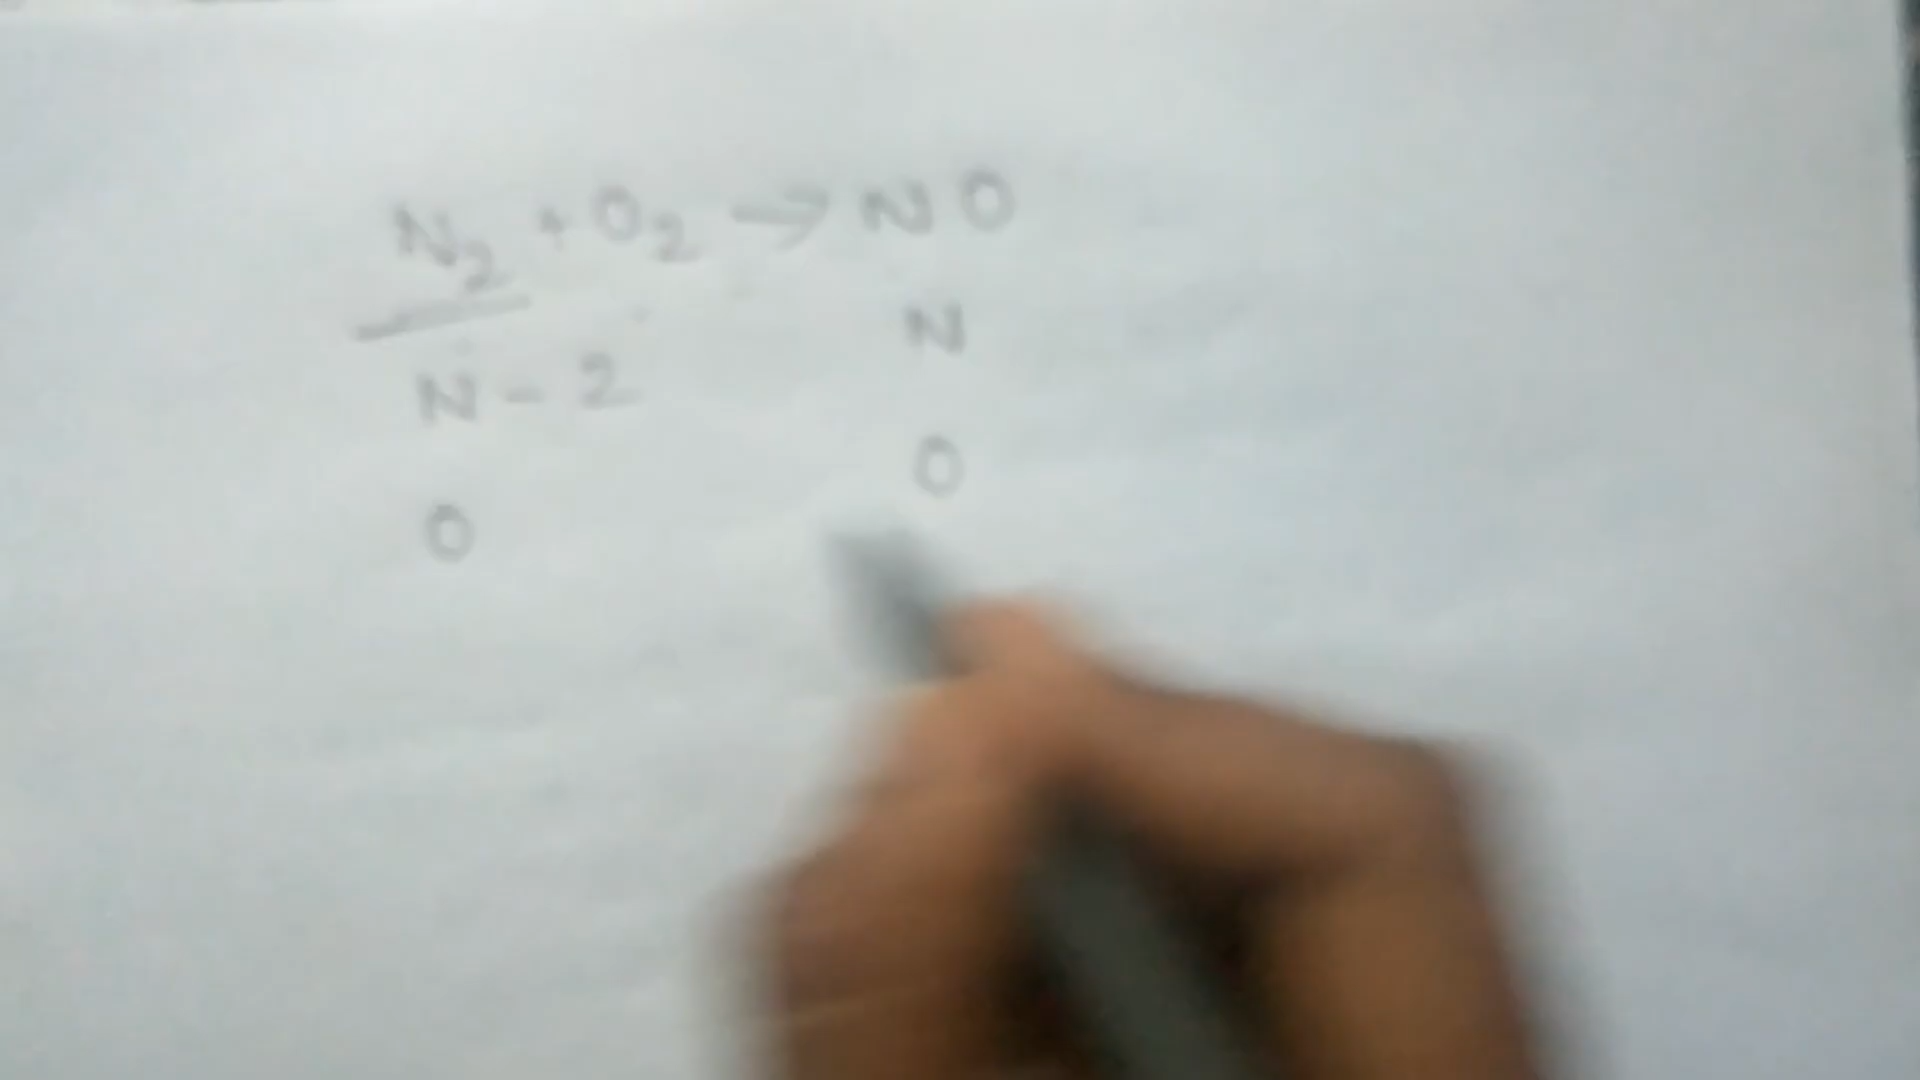 N₂ + O₂ → NO
N - 2 N
O O